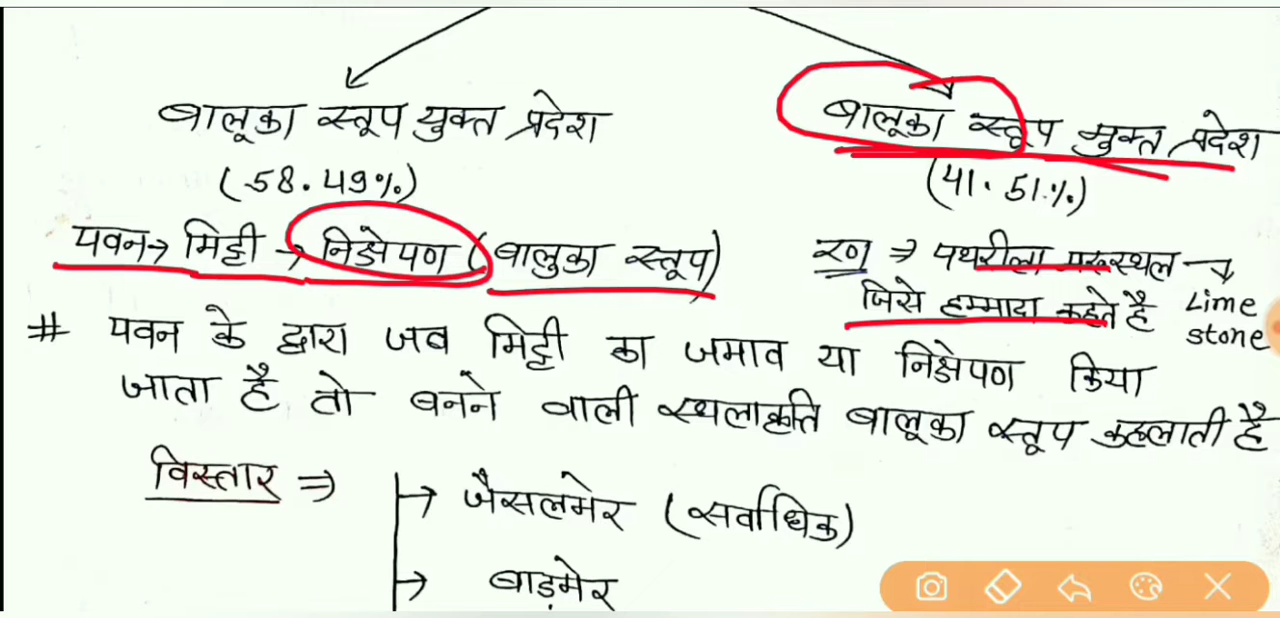 बालूका स्तूप युक्त प्रदेश
(58.49%)
बालूका स्तूप मुक्त प्रदेश
(41.51%)
पवन→ मिट्टी → निक्षेपण (बालुका स्तूप)
रण ⇒ पथरीला मरूस्थल → Lime stone
जिसे हम्मादा कहते है
# पवन के द्वारा जब मिट्टी का जमाव या निक्षेपण किया
जाता है तो बनने वाली स्थलाकृति बालूका स्तूप कहलाती है
विस्तार ⇒
→ जैसलमेर (सर्वाधिक)
→ बाड़मेर